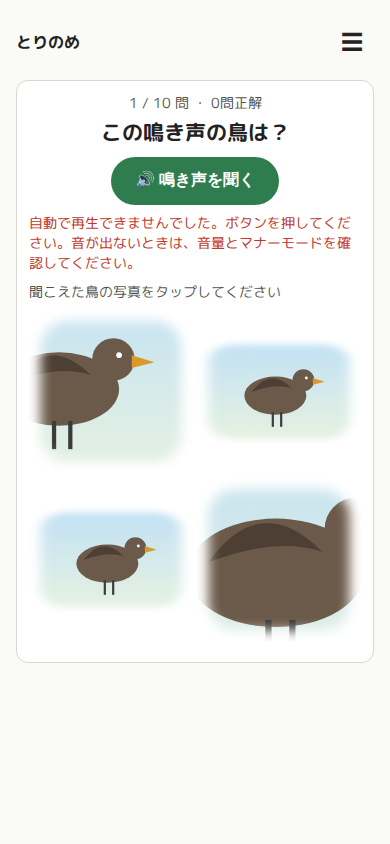 とりのめ
1 / 10 問 · 0問正解
この鳴き声の鳥は？
🔊 鳴き声を聞く
自動で再生できませんでした。ボタンを押してくだ
さい。音が出ないときは、音量とマナーモードを確
認してください。
聞こえた鳥の写真をタップしてください